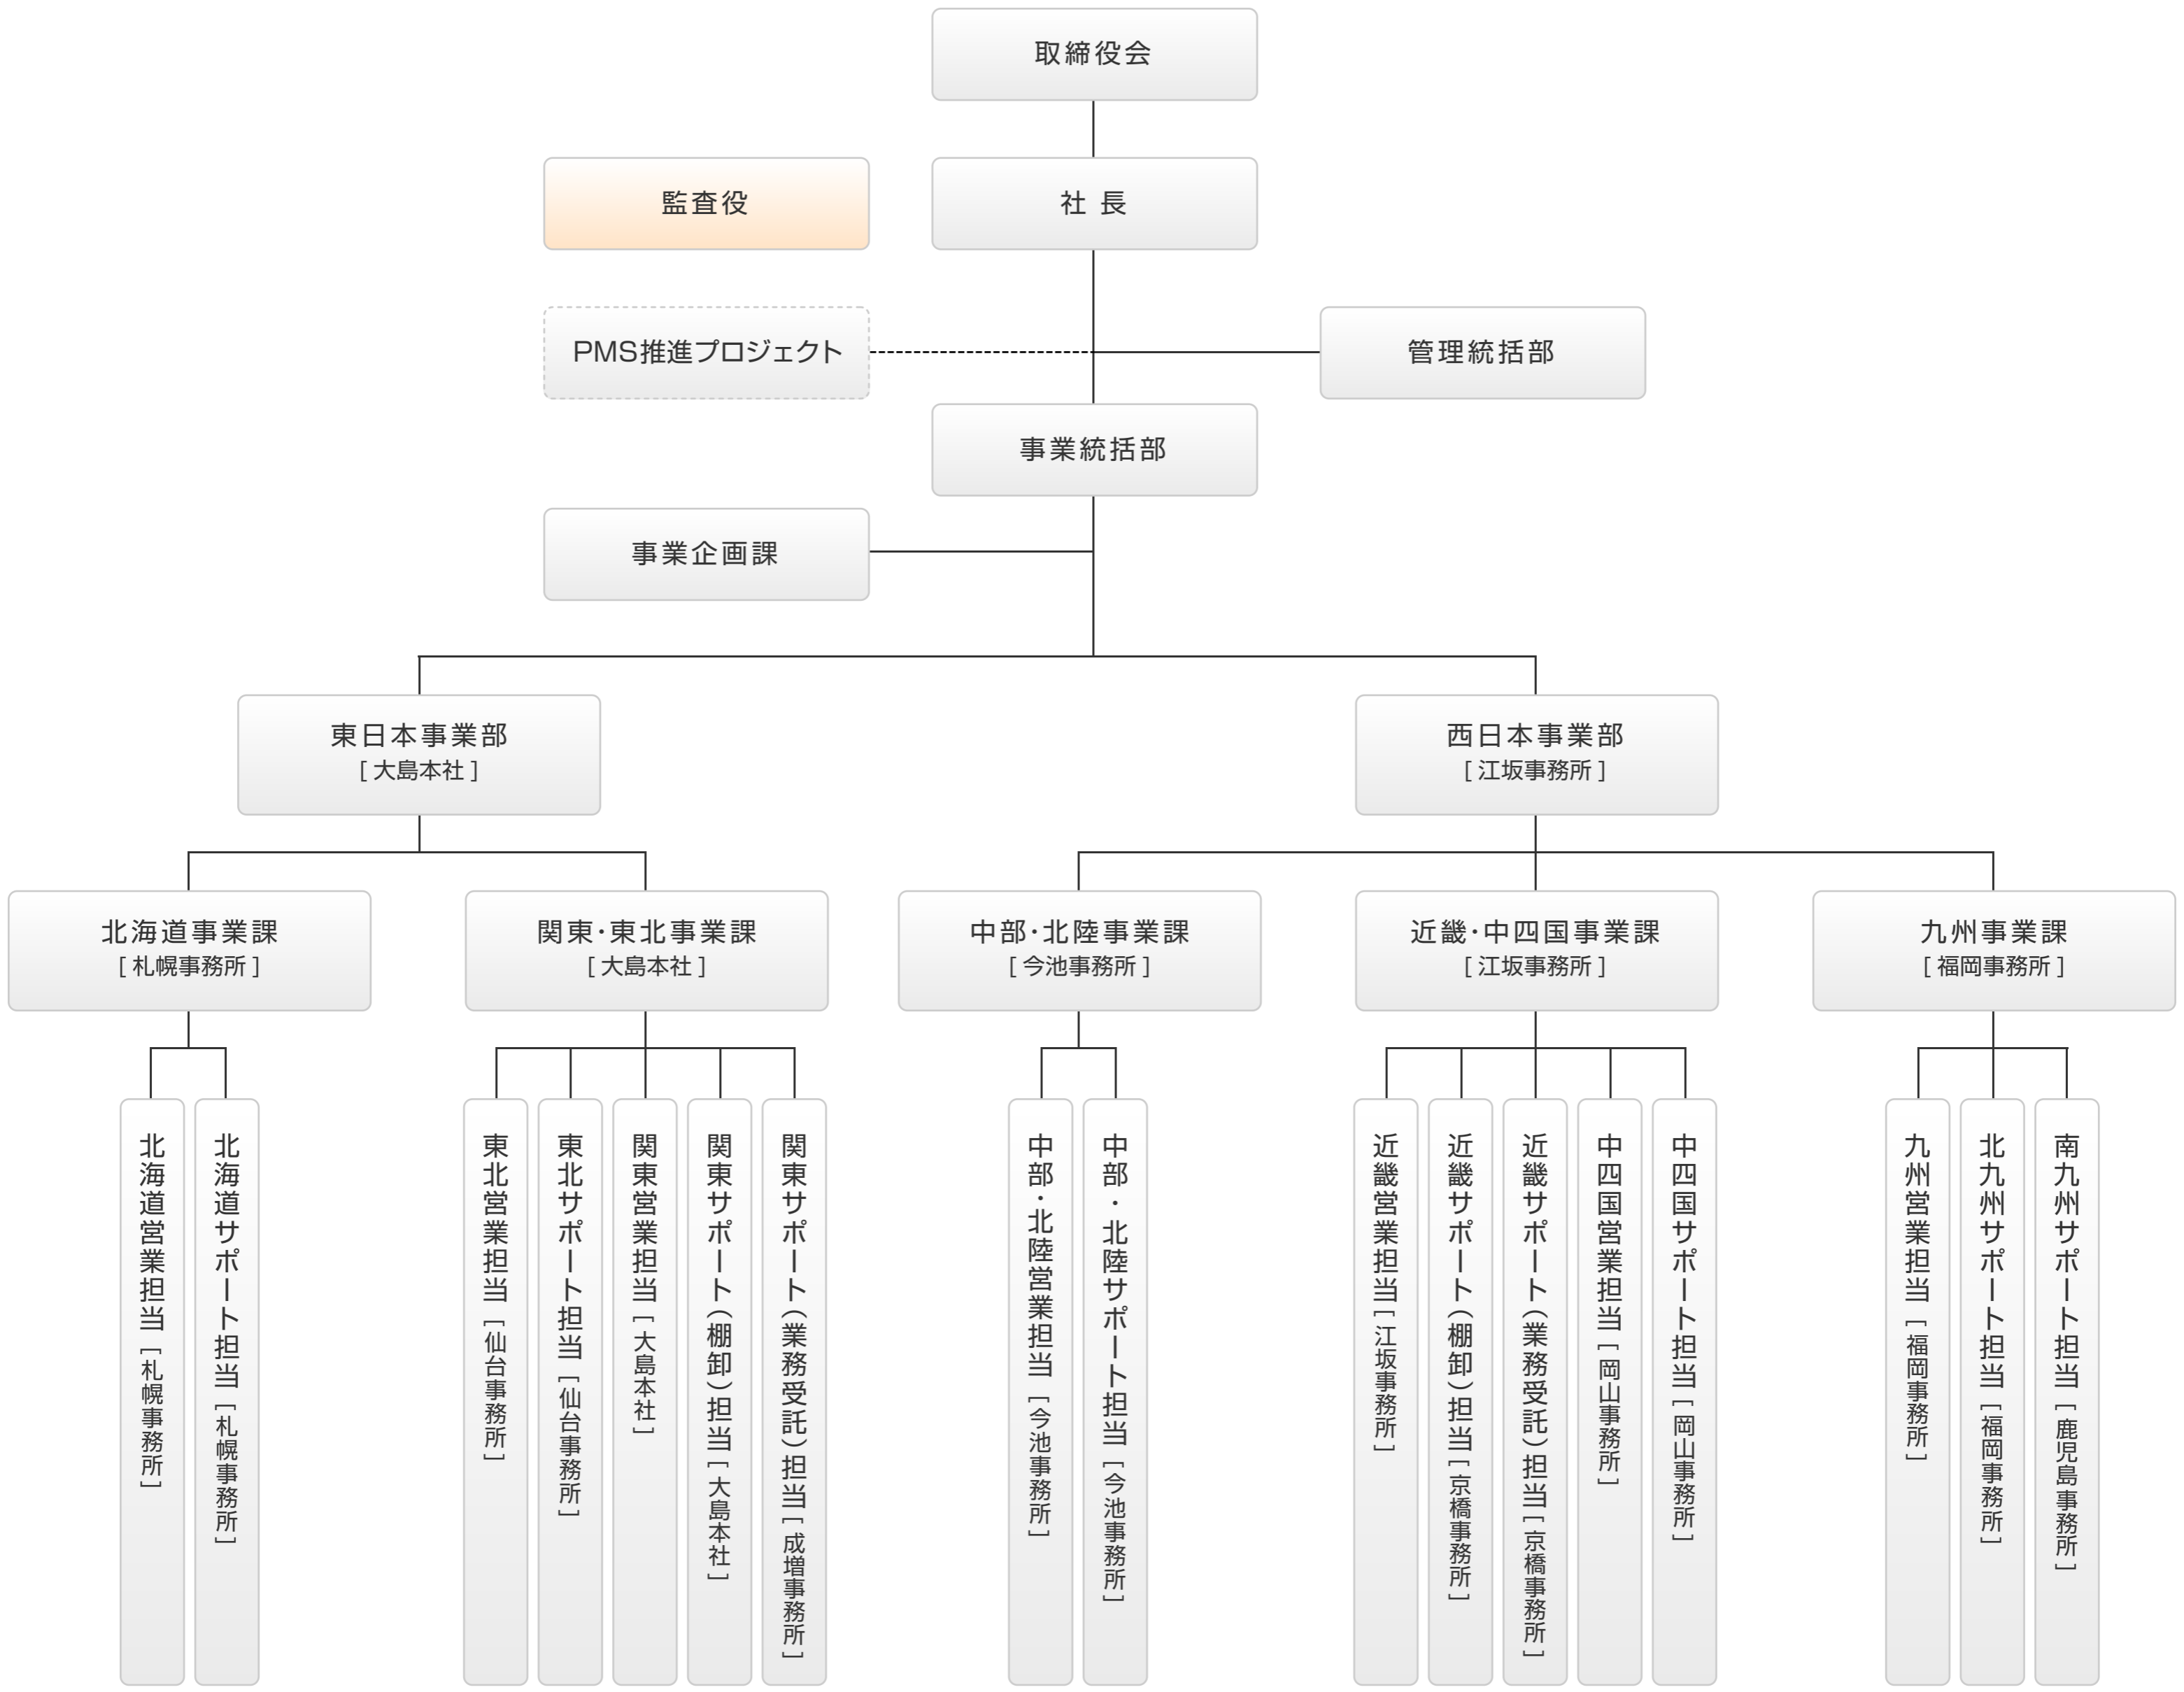 取締役会
監査役
社 長
PMS推進プロジェクト
管理統括部
事業統括部
事業企画課
東日本事業部
[ 大島本社 ]
西日本事業部
[ 江坂事務所 ]
北海道事業課
[ 札幌事務所 ]
関東・東北事業課
[ 大島本社 ]
中部・北陸事業課
[ 今池事務所 ]
近畿・中四国事業課
[ 江坂事務所 ]
九州事業課
[ 福岡事務所 ]
北海道営業担当 [ 札幌事務所 ]
北海道サポート担当 [ 札幌事務所 ]
東北営業担当 [ 仙台事務所 ]
東北サポート担当 [ 仙台事務所 ]
関東営業担当 [ 大島本社 ]
関東サポート(棚卸)担当 [ 大島本社 ]
関東サポート(業務受託)担当 [ 成増事務所 ]
中部・北陸営業担当 [ 今池事務所 ]
中部・北陸サポート担当 [ 今池事務所 ]
近畿営業担当 [ 江坂事務所 ]
近畿サポート(棚卸)担当 [ 京橋事務所 ]
近畿サポート(業務受託)担当 [ 京橋事務所 ]
中四国営業担当 [ 岡山事務所 ]
中四国サポート担当 [ 岡山事務所 ]
九州営業担当 [ 福岡事務所 ]
北九州サポート担当 [ 福岡事務所 ]
南九州サポート担当 [ 鹿児島事務所 ]